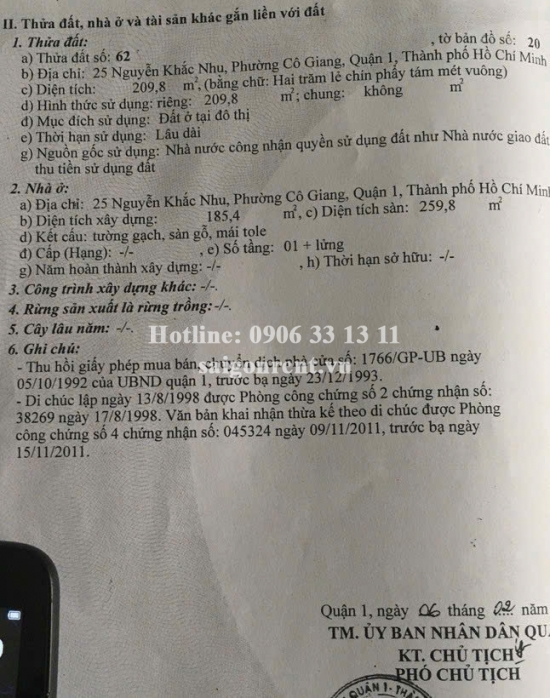 II. Thửa đất, nhà ở và tài sản khác gắn liền với đất
1. Thửa đất:
a) Thửa đất số: 62 , tờ bản đồ số: 20
b) Địa chỉ: 25 Nguyễn Khắc Nhu, Phường Cô Giang, Quận 1, Thành phố Hồ Chí Minh
c) Diện tích: 209,8 m², (bằng chữ: Hai trăm lẻ chín phẩy tám mét vuông)
d) Hình thức sử dụng: riêng: 209,8 m²; chung: không m²
đ) Mục đích sử dụng: Đất ở tại đô thị
e) Thời hạn sử dụng: Lâu dài
g) Nguồn gốc sử dụng: Nhà nước công nhận quyền sử dụng đất như Nhà nước giao đất
thu tiền sử dụng đất
2. Nhà ở:
a) Địa chỉ: 25 Nguyễn Khắc Nhu, Phường Cô Giang, Quận 1, Thành phố Hồ Chí Minh
b) Diện tích xây dựng: 185,4 m², c) Diện tích sàn: 259,8 m²
d) Kết cấu: tường gạch, sàn gỗ, mái tole
đ) Cấp (Hạng): -/- , e) Số tầng: 01 + lửng
g) Năm hoàn thành xây dựng: -/- , h) Thời hạn sở hữu: -/-
3. Công trình xây dựng khác: -/-.
4. Rừng sản xuất là rừng trồng: -/-.
5. Cây lâu năm: -/-.
Hotline: 0906 33 13 11
6. Ghi chú:
saigonrent.vn
- Thu hồi giấy phép mua bán, chuyển dịch nhà cửa số: 1766/GP-UB ngày
05/10/1992 của UBND quận 1, trước bạ ngày 23/12/1993.
- Di chúc lập ngày 13/8/1998 được Phòng công chứng số 2 chứng nhận số:
38269 ngày 17/8/1998. Văn bản khai nhận thừa kế theo di chúc được Phòng
công chứng số 4 chứng nhận số: 045324 ngày 09/11/2011, trước bạ ngày
15/11/2011.
Quận 1, ngày 06 tháng 02 năm
TM. ỦY BAN NHÂN DÂN QU
KT. CHỦ TỊCH
PHÓ CHỦ TỊCH
QUẬN 1 - THÀ